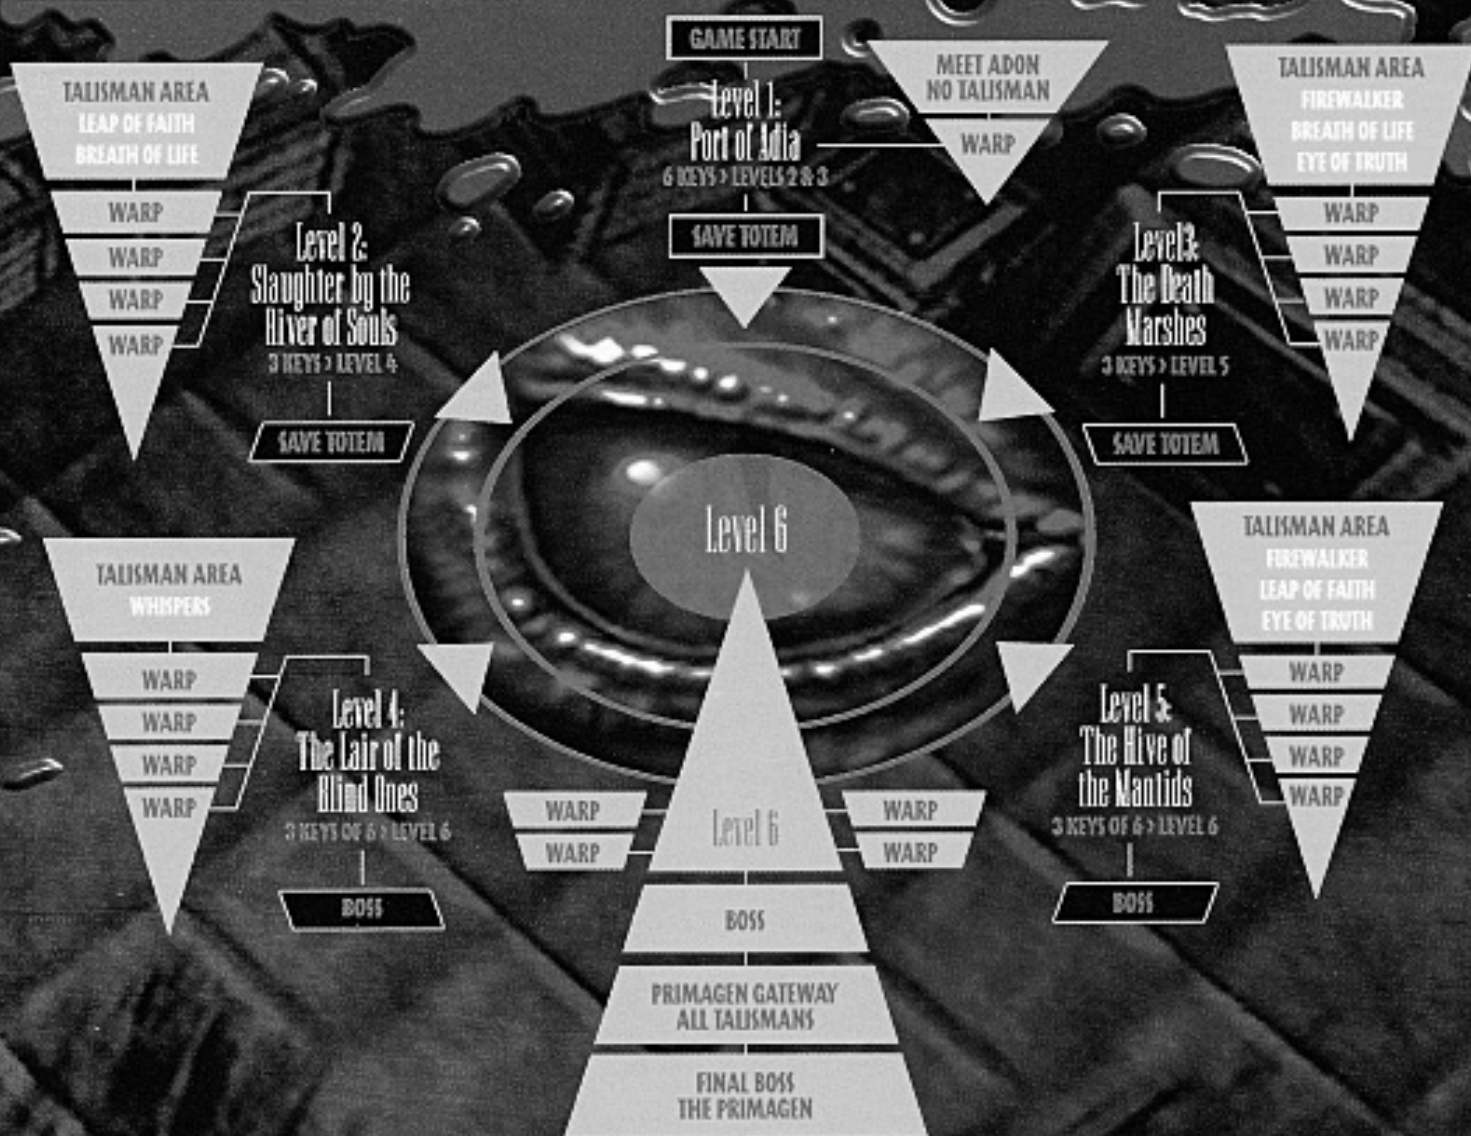 GAME START
Level 1:
Port of Adia
6 KEYS > LEVELS 2 & 3
SAVE TOTEM
MEET ADON
NO TALISMAN
WARP
TALISMAN AREA
LEAP OF FAITH
BREATH OF LIFE
WARP
WARP
WARP
WARP
Level 2:
Slaughter by the
River of Souls
3 KEYS > LEVEL 4
SAVE TOTEM
TALISMAN AREA
FIREWALKER
BREATH OF LIFE
EYE OF TRUTH
WARP
WARP
WARP
WARP
Level3:
The Death
Marshes
3 KEYS > LEVEL 5
SAVE TOTEM
Level 6
TALISMAN AREA
WHISPERS
WARP
WARP
WARP
WARP
Level 4:
The Lair of the
Blind Ones
3 KEYS OF 6 > LEVEL 6
BOSS
TALISMAN AREA
FIREWALKER
LEAP OF FAITH
EYE OF TRUTH
WARP
WARP
WARP
WARP
Level 5:
The Hive of
the Mantids
3 KEYS OF 6 > LEVEL 6
BOSS
WARP
WARP
Level 6
WARP
WARP
BOSS
PRIMAGEN GATEWAY
ALL TALISMANS
FINAL BOSS
THE PRIMAGEN